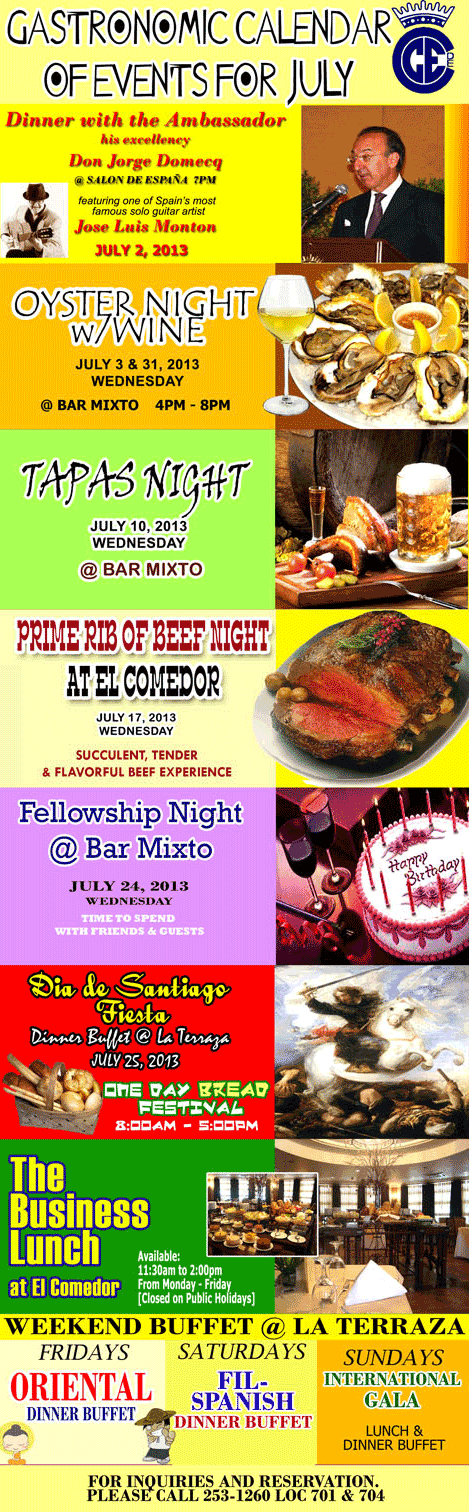 GASTRONOMIC CALENDAR
OF EVENTS FOR JULY
CE
DE
Dinner with the Ambassador
his excellency
Don Jorge Domecq
@ SALON DE ESPAÑA 7PM
featuring one of Spain's most
famous solo guitar artist
Jose Luis Monton
JULY 2, 2013
OYSTER NIGHT
w/WINE
JULY 3 & 31, 2013
WEDNESDAY
@ BAR MIXTO 4PM - 8PM
TAPAS NIGHT
JULY 10, 2013
WEDNESDAY
@ BAR MIXTO
PRIME RIB OF BEEF NIGHT
AT EL COMEDOR
JULY 17, 2013
WEDNESDAY
SUCCULENT, TENDER
& FLAVORFUL BEEF EXPERIENCE
Fellowship Night
@ Bar Mixto
JULY 24, 2013
WEDNESDAY
TIME TO SPEND
WITH FRIENDS & GUESTS
Happy
Birthday
Dia de Santiago
Fiesta
Dinner Buffet @ La Terraza
JULY 25, 2013
ONE DAY BREAD
FESTIVAL
8:00AM - 5:00PM
The
Business
Lunch
at El Comedor
Available:
11:30am to 2:00pm
From Monday - Friday
[Closed on Public Holidays]
WEEKEND BUFFET @ LA TERRAZA
FRIDAYS
ORIENTAL
DINNER BUFFET
SATURDAYS
FIL-
SPANISH
DINNER BUFFET
SUNDAYS
INTERNATIONAL
GALA
LUNCH &
DINNER BUFFET
FOR INQUIRIES AND RESERVATION.
PLEASE CALL 253-1260 LOC 701 & 704